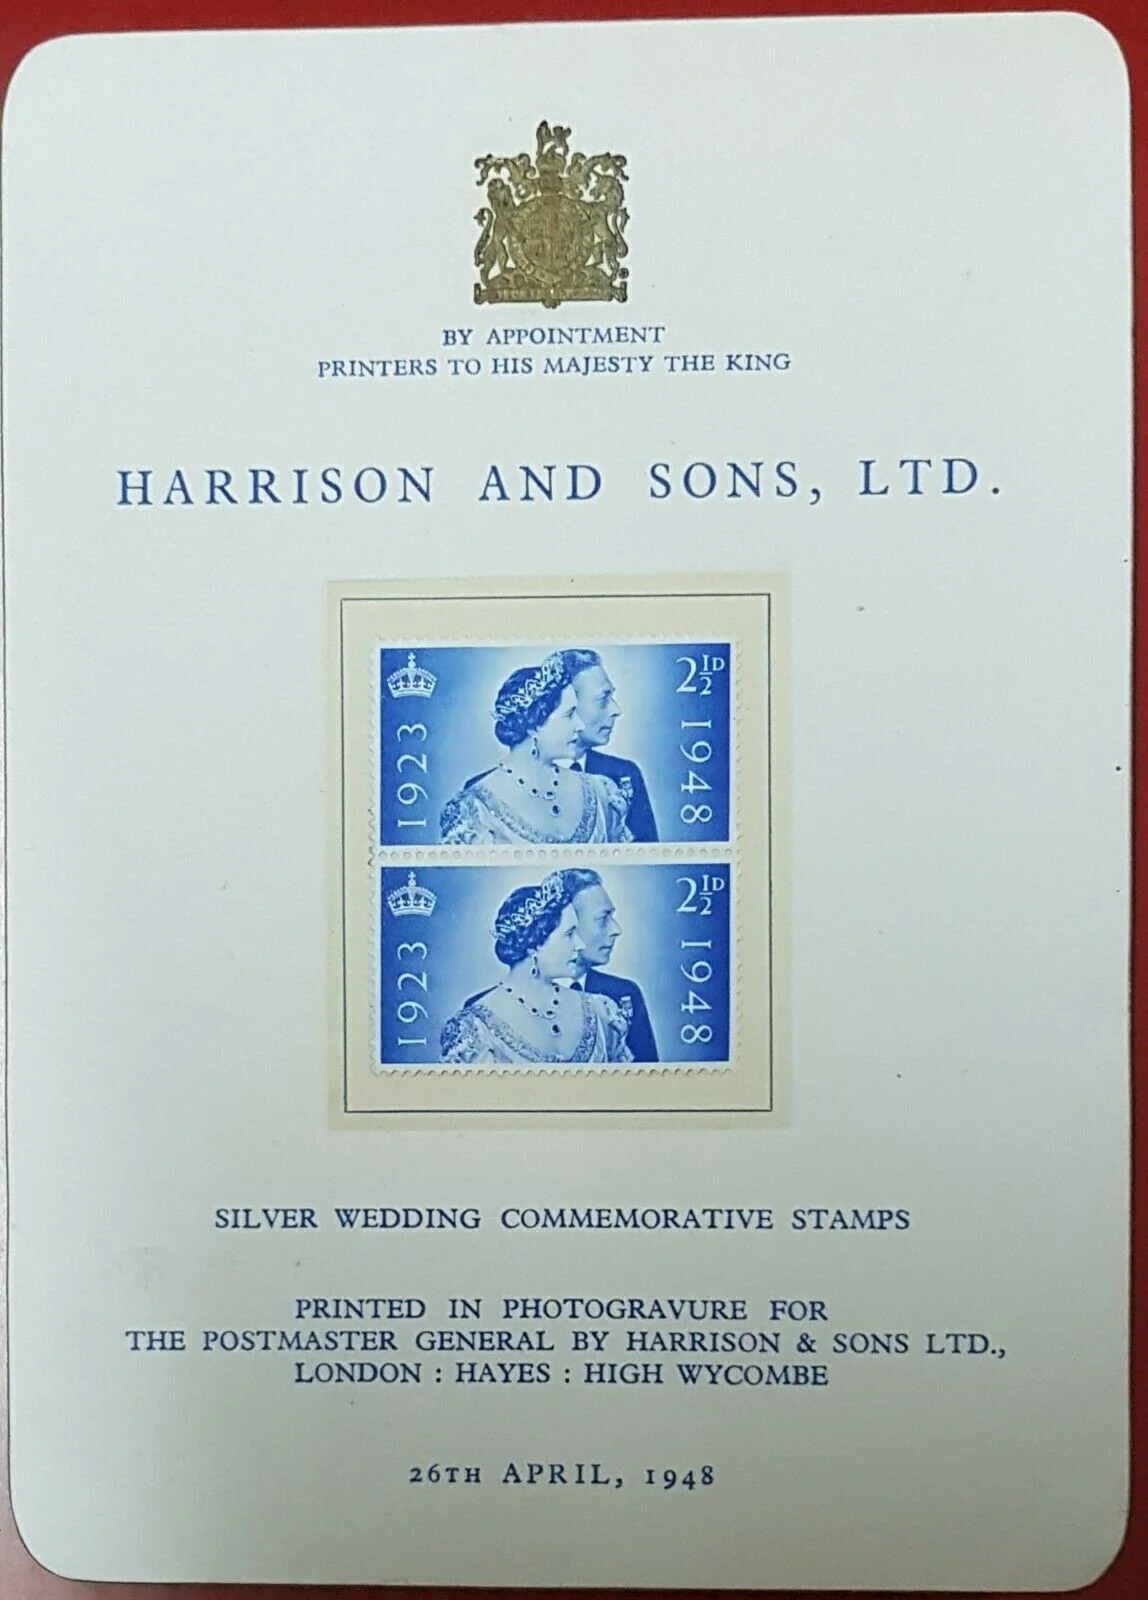 BY APPOINTMENT
PRINTERS TO HIS MAJESTY THE KING
HARRISON AND SONS, LTD.
1923
2½D
1948
1923
2½D
1948
SILVER WEDDING COMMEMORATIVE STAMPS
PRINTED IN PHOTOGRAVURE FOR
THE POSTMASTER GENERAL BY HARRISON & SONS LTD.,
LONDON : HAYES : HIGH WYCOMBE
26TH APRIL, 1948